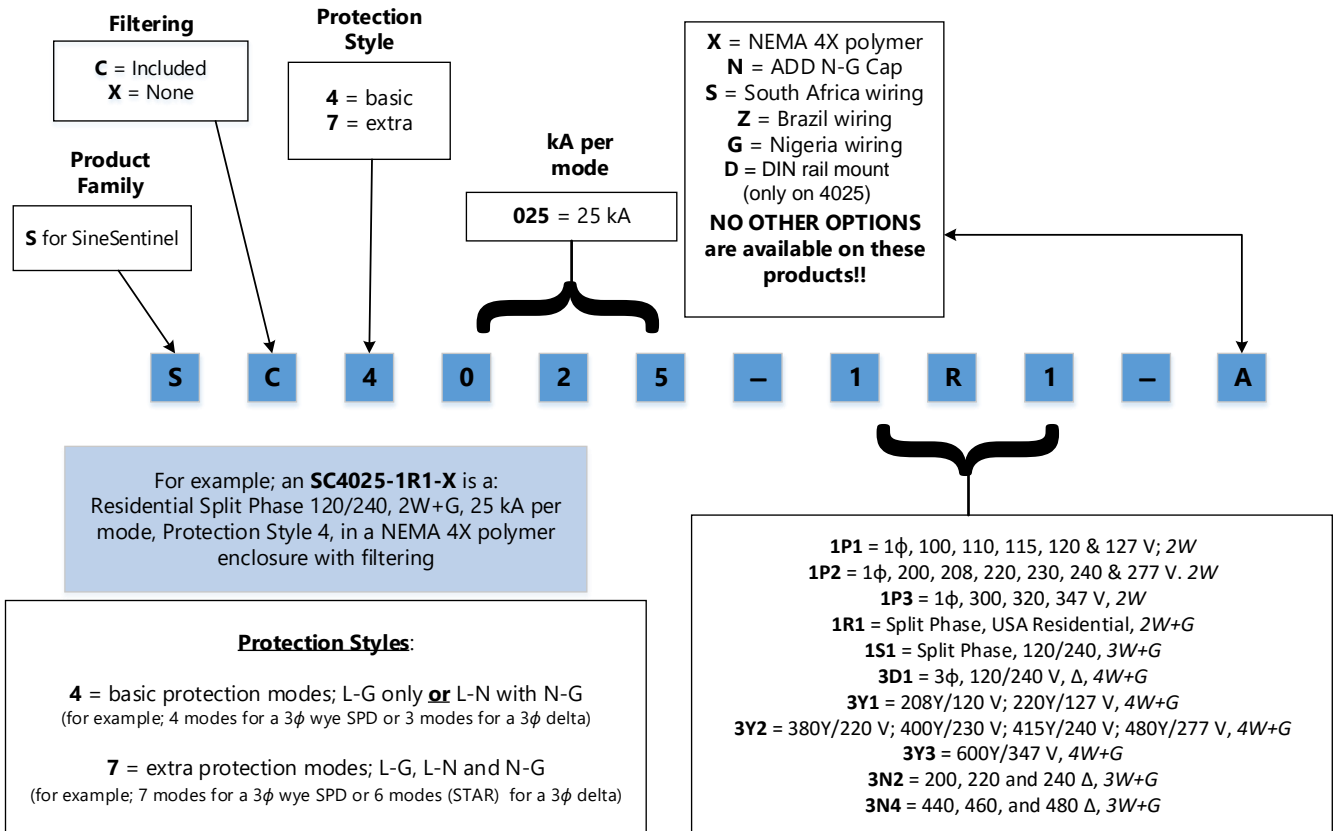 Filtering
C = Included
X = None
Protection
Style
4 = basic
7 = extra
X = NEMA 4X polymer
N = ADD N-G Cap
S = South Africa wiring
Z = Brazil wiring
G = Nigeria wiring
D = DIN rail mount
(only on 4025)
NO OTHER OPTIONS
are available on these
products!!
Product
Family
S for SineSentinel
kA per
mode
025 = 25 kA
S C 4 0 2 5 – 1 R 1 – A
For example; an SC4025-1R1-X is a:
Residential Split Phase 120/240, 2W+G, 25 kA per
mode, Protection Style 4, in a NEMA 4X polymer
enclosure with filtering
Protection Styles:
4 = basic protection modes; L-G only or L-N with N-G
(for example; 4 modes for a 3ϕ wye SPD or 3 modes for a 3ϕ delta)
7 = extra protection modes; L-G, L-N and N-G
(for example; 7 modes for a 3ϕ wye SPD or 6 modes (STAR) for a 3ϕ delta)
1P1 = 1ϕ, 100, 110, 115, 120 & 127 V; 2W
1P2 = 1ϕ, 200, 208, 220, 230, 240 & 277 V. 2W
1P3 = 1ϕ, 300, 320, 347 V, 2W
1R1 = Split Phase, USA Residential, 2W+G
1S1 = Split Phase, 120/240, 3W+G
3D1 = 3ϕ, 120/240 V, Δ, 4W+G
3Y1 = 208Y/120 V; 220Y/127 V, 4W+G
3Y2 = 380Y/220 V; 400Y/230 V; 415Y/240 V; 480Y/277 V, 4W+G
3Y3 = 600Y/347 V, 4W+G
3N2 = 200, 220 and 240 Δ, 3W+G
3N4 = 440, 460, and 480 Δ, 3W+G